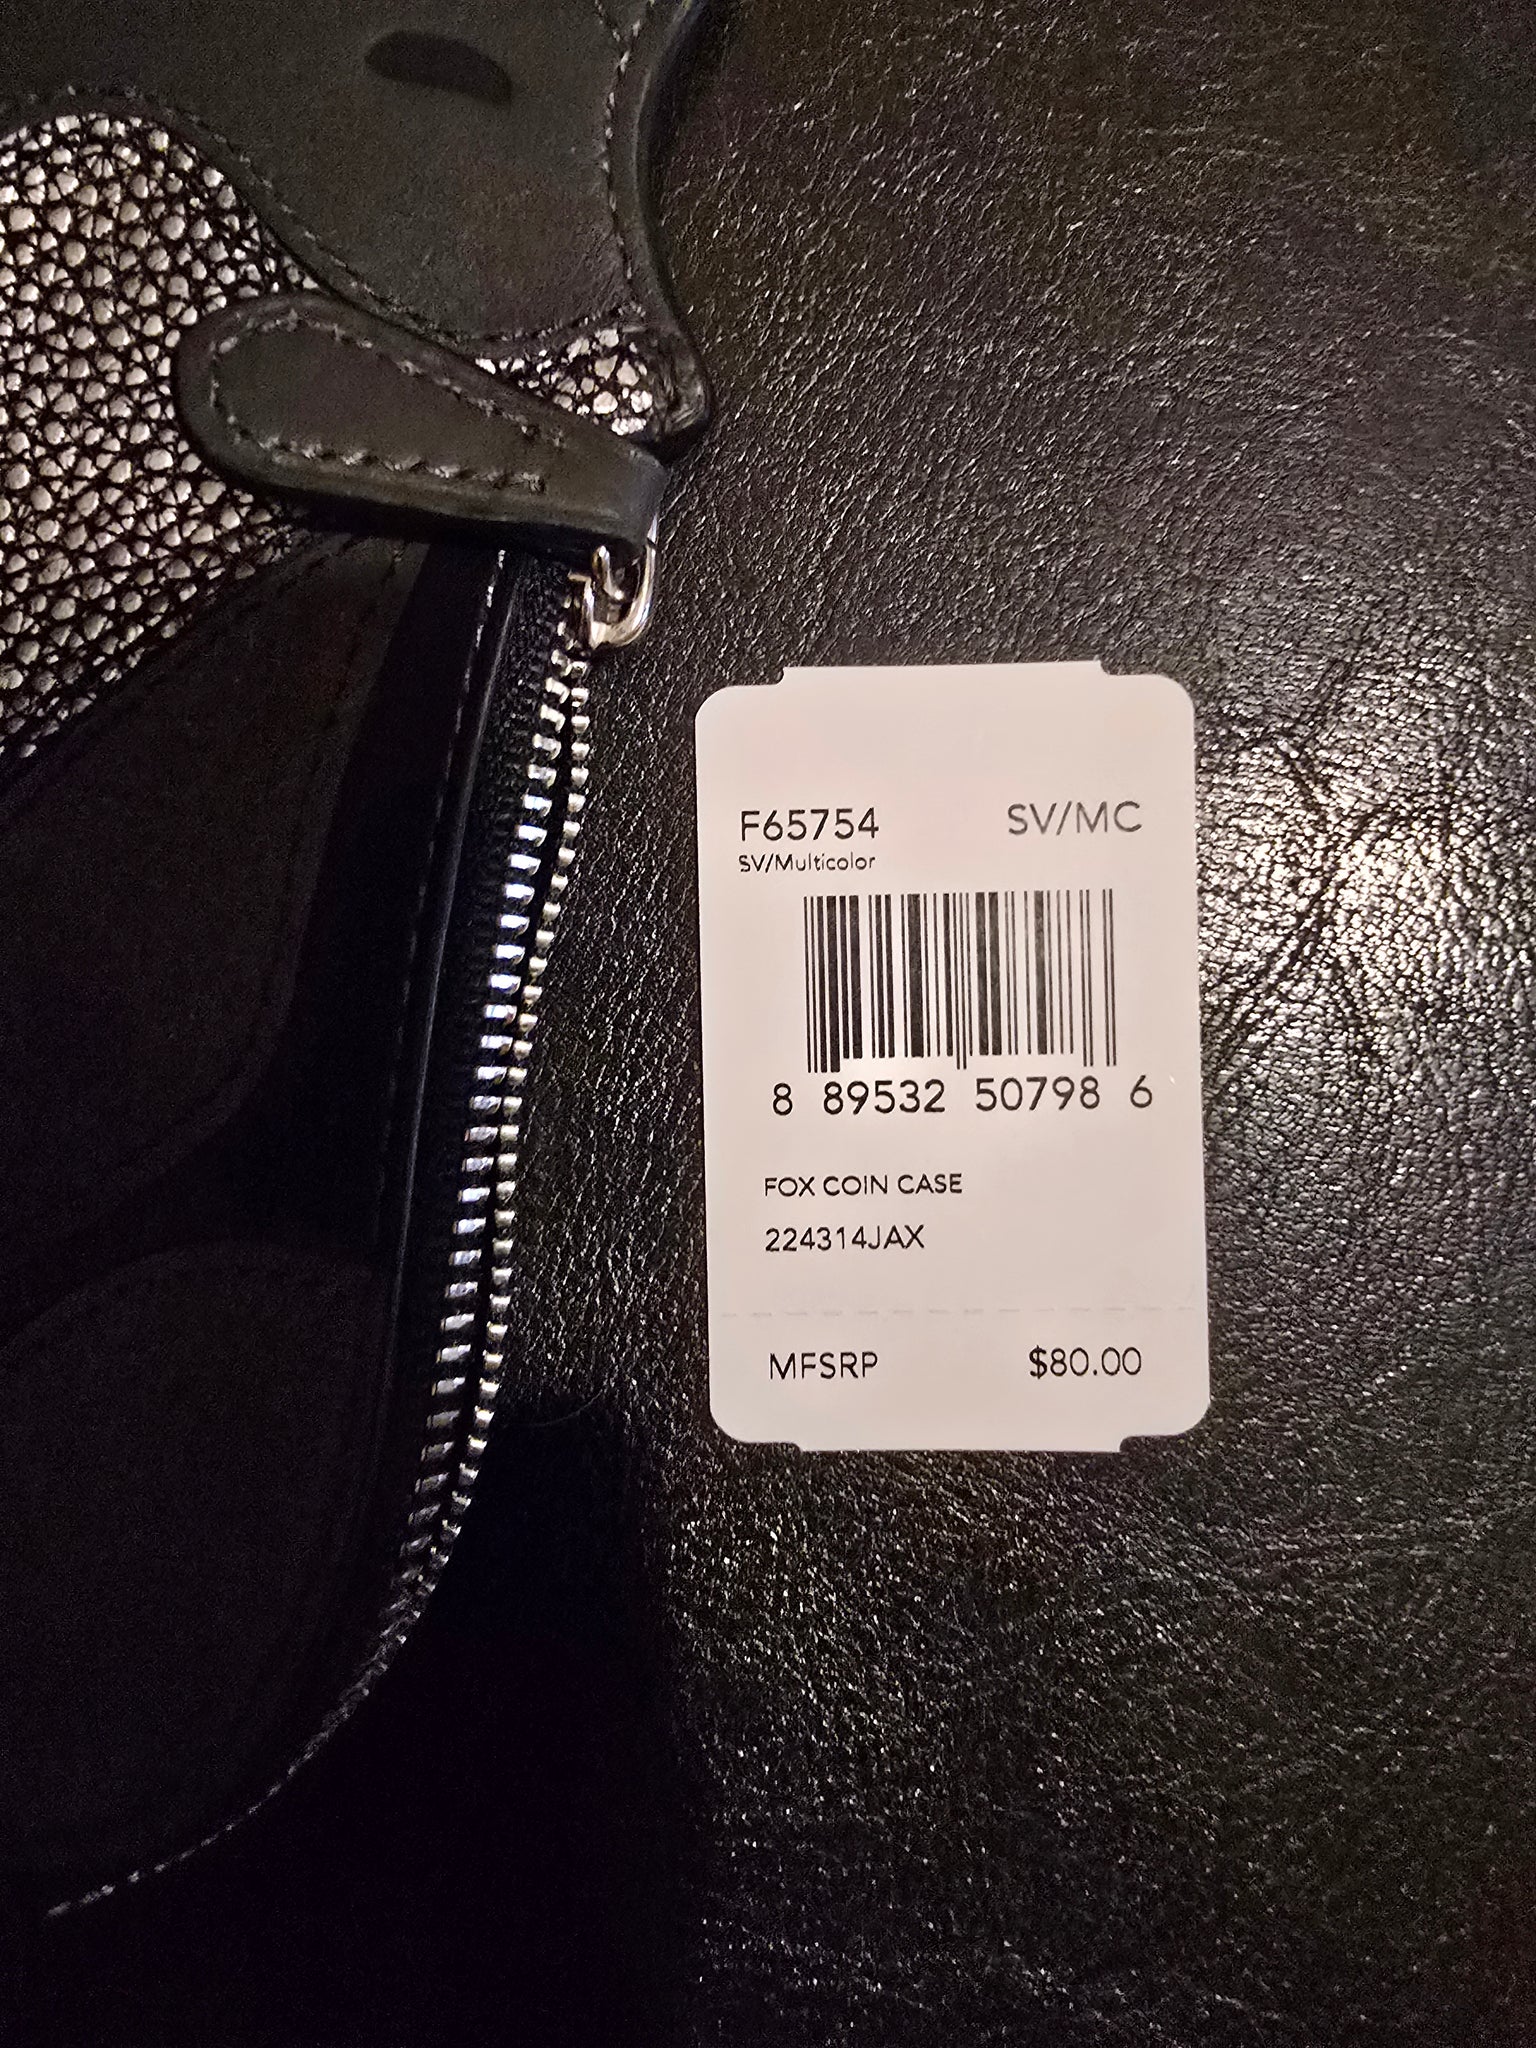 F65754 SV/MC
SV/Multicolor
8 89532 50798 6
FOX COIN CASE
224314JAX
MFSRP $80.00